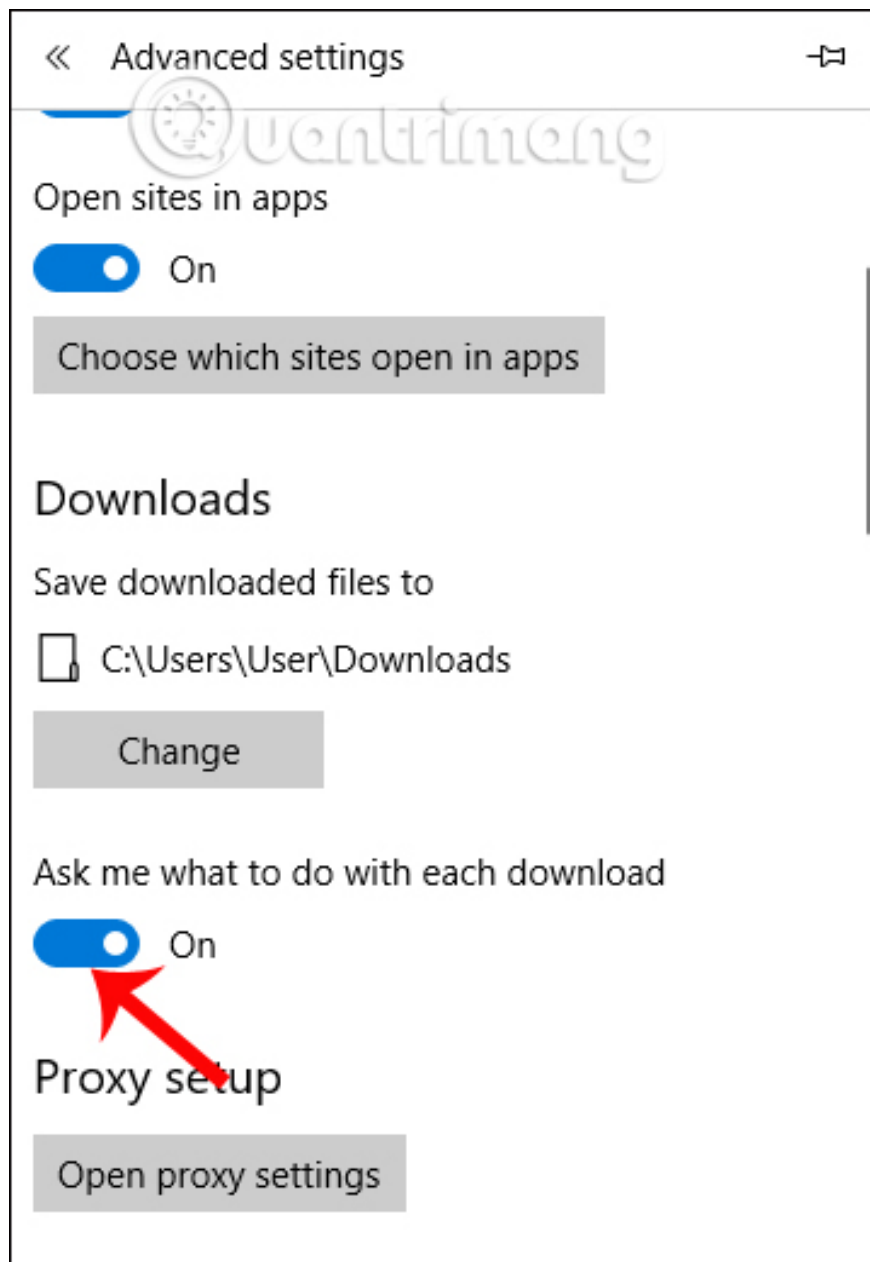 Advanced settings
Quantrimang
Open sites in apps
On
Choose which sites open in apps
Downloads
Save downloaded files to
C:\Users\User\Downloads
Change
Ask me what to do with each download
On
Proxy setup
Open proxy settings